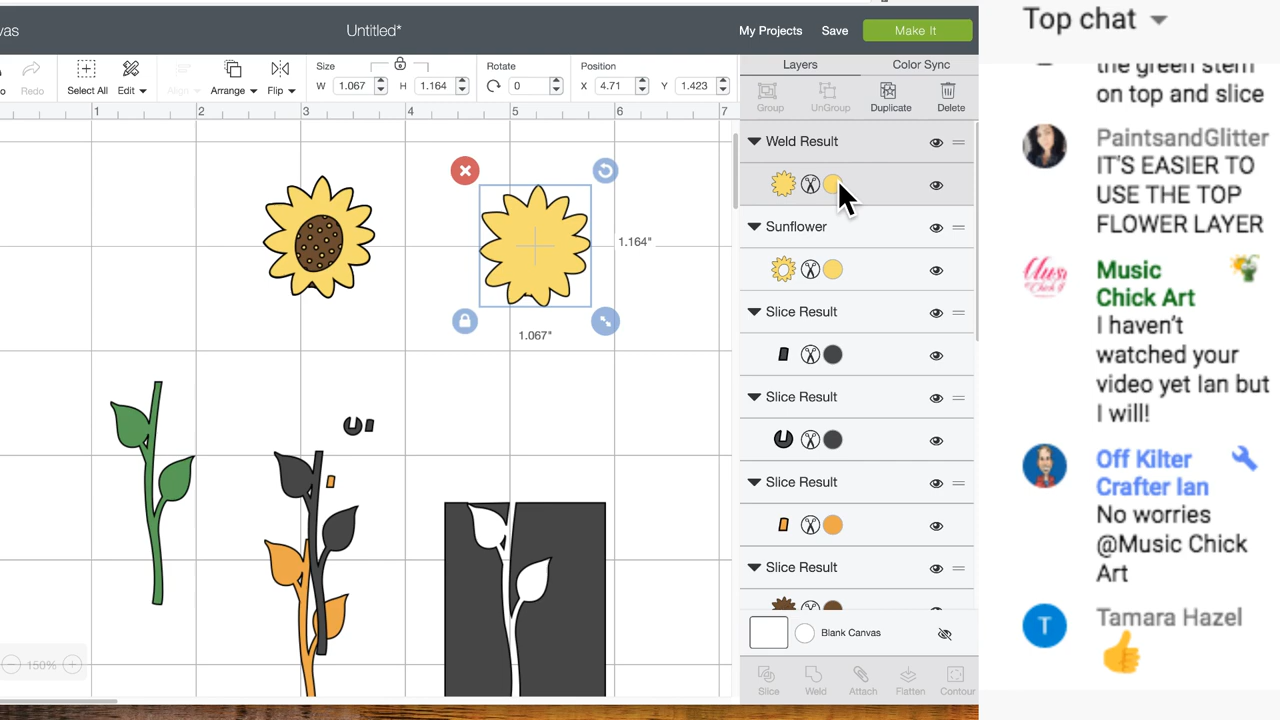 vas
Untitled*
My Projects
Save
Make It
o
Redo
Select All
Edit
Align
Arrange
Flip
Size
W
1.067
H
1.164
Rotate
0
Position
X
4.71
Y
1.423
Layers
Color Sync
Group
UnGroup
Duplicate
Delete
1
2
3
4
5
6
7
1.164"
1.067"
150%
Weld Result
Sunflower
Slice Result
Slice Result
Slice Result
Slice Result
Blank Canvas
Slice
Weld
Attach
Flatten
Contour
Top chat
the green stem
on top and slice
PaintsandGlitter
IT'S EASIER TO
USE THE TOP
FLOWER LAYER
Music
Chick Art
I haven't
watched your
video yet Ian but
I will!
Off Kilter
Crafter Ian
No worries
@Music Chick
Art
T
Tamara Hazel